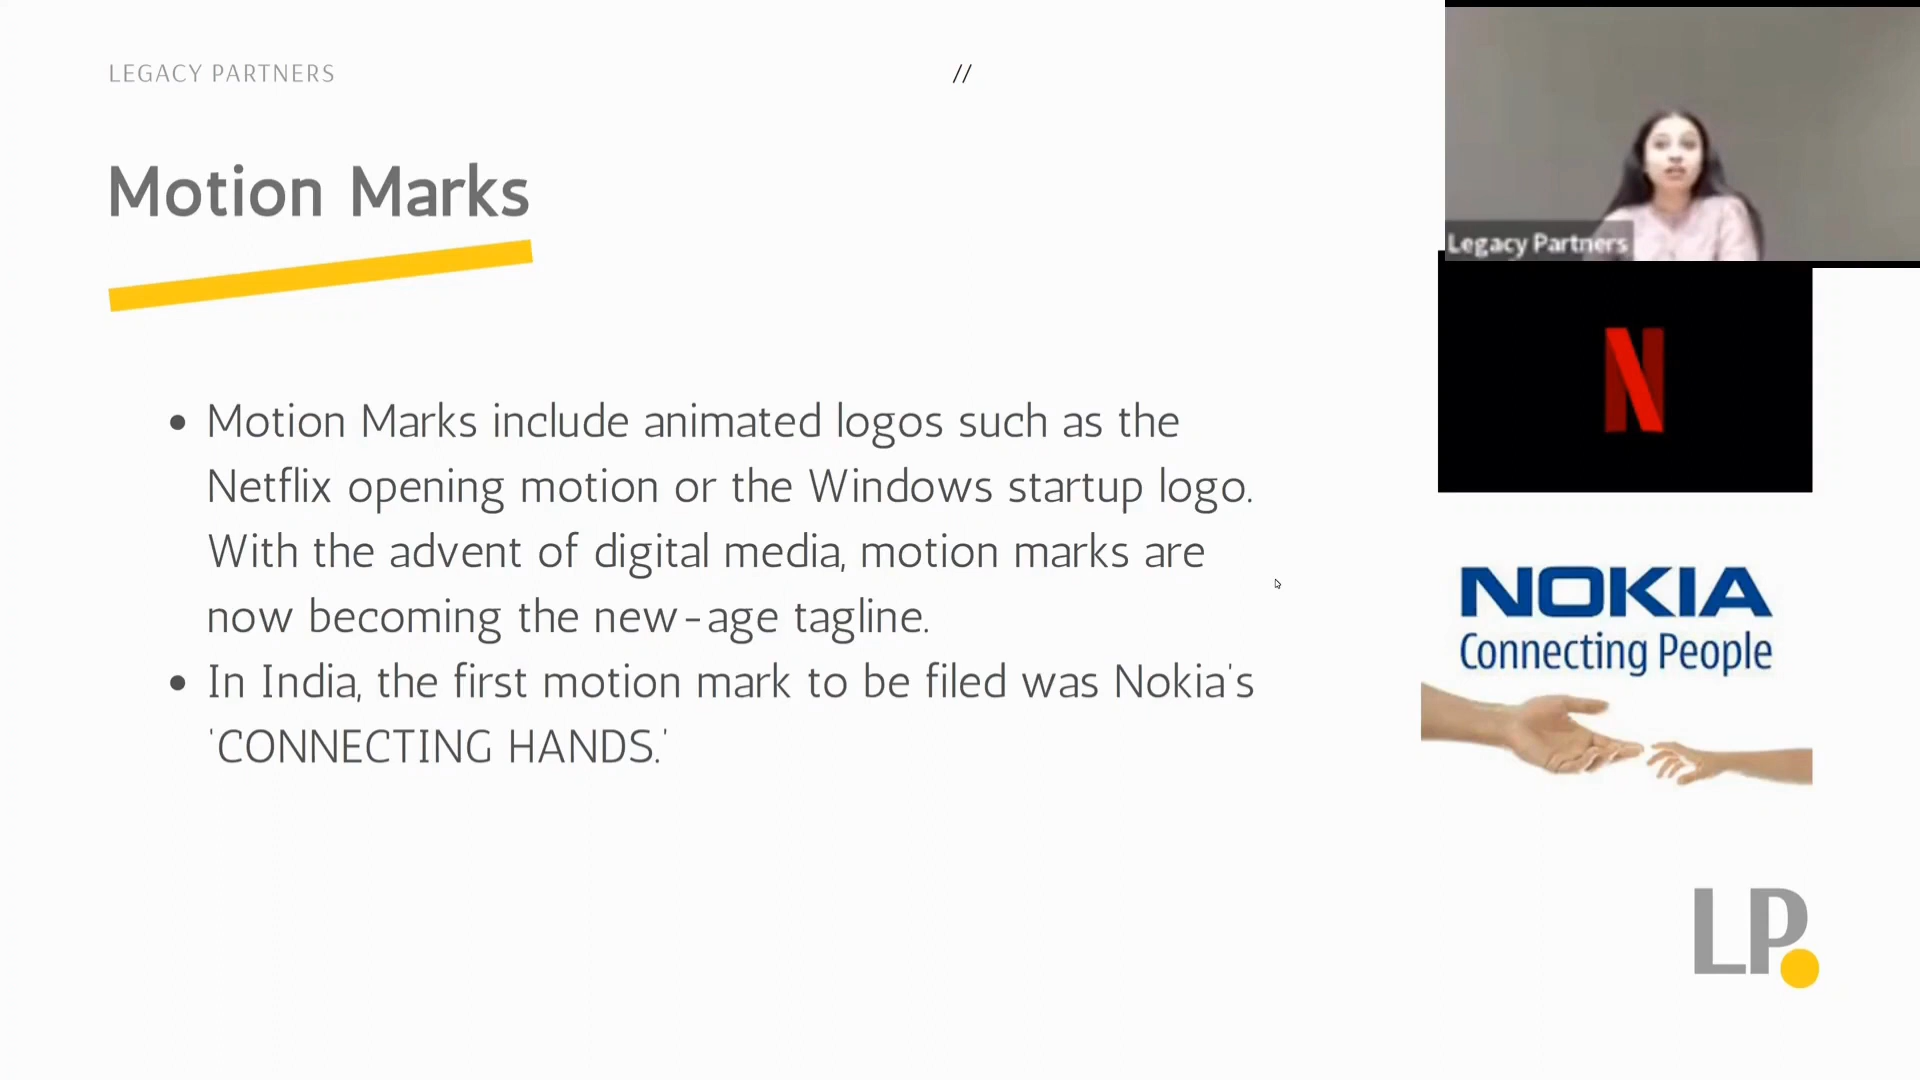 LEGACY PARTNERS
//
Motion Marks
• Motion Marks include animated logos such as the
Netflix opening motion or the Windows startup logo.
With the advent of digital media, motion marks are
now becoming the new-age tagline.
• In India, the first motion mark to be filed was Nokia's
'CONNECTING HANDS.'
Legacy Partners
N
NOKIA
Connecting People
LP.